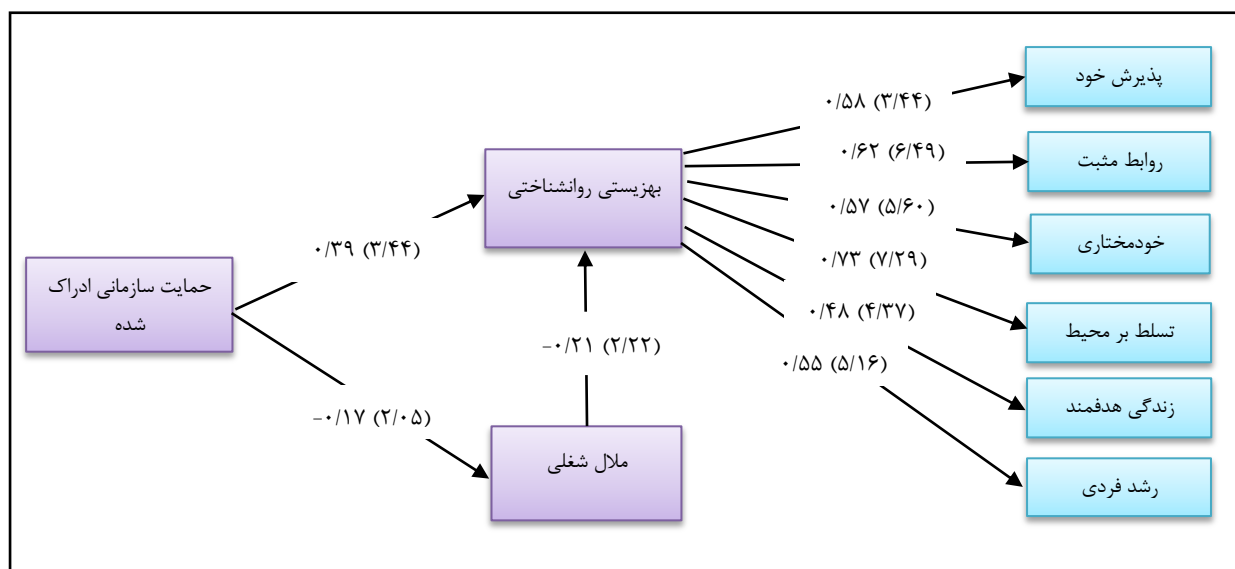 پذیرش خود
۰/۵۸ (۳/۴۴)
روابط مثبت
۰/۶۲ (۶/۴۹)
بهزیستی روانشناختی
خودمختاری
۰/۵۷ (۵/۶۰)
۰/۳۹ (۳/۴۴)
۰/۷۳ (۷/۲۹)
حمایت سازمانی ادراک
شده
تسلط بر محیط
۰/۴۸ (۴/۳۷)
−۰/۲۱ (۲/۲۲)
۰/۵۵ (۵/۱۶)
زندگی هدفمند
−۰/۱۷ (۲/۰۵)
ملال شغلی
رشد فردی